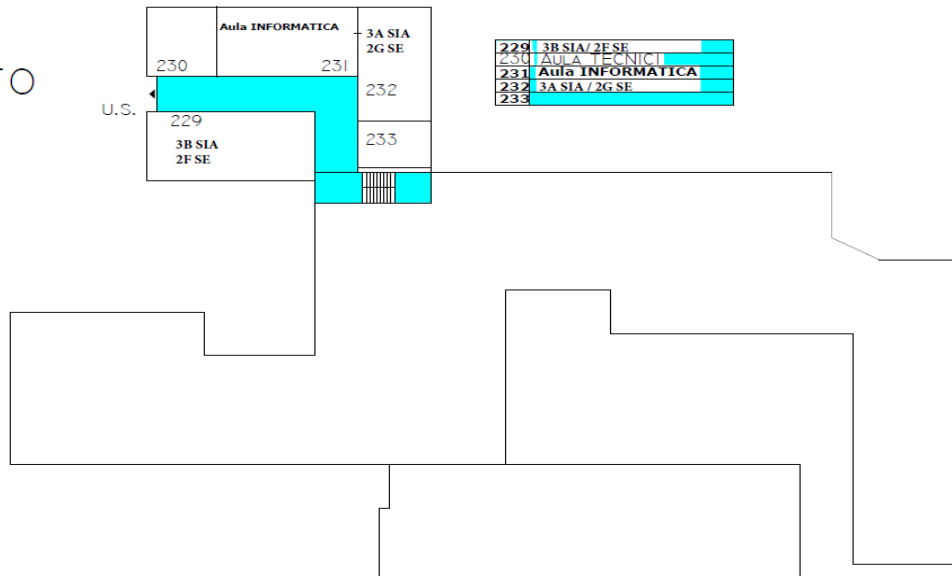 TO
Aula INFORMATICA
3A SIA
2G SE
230
231
232
U.S.
229
3B SIA
2F SE
233
229 3B SIA/ 2F SE
230 AULA TECNICI
231 Aula INFORMATICA
232 3A SIA / 2G SE
233